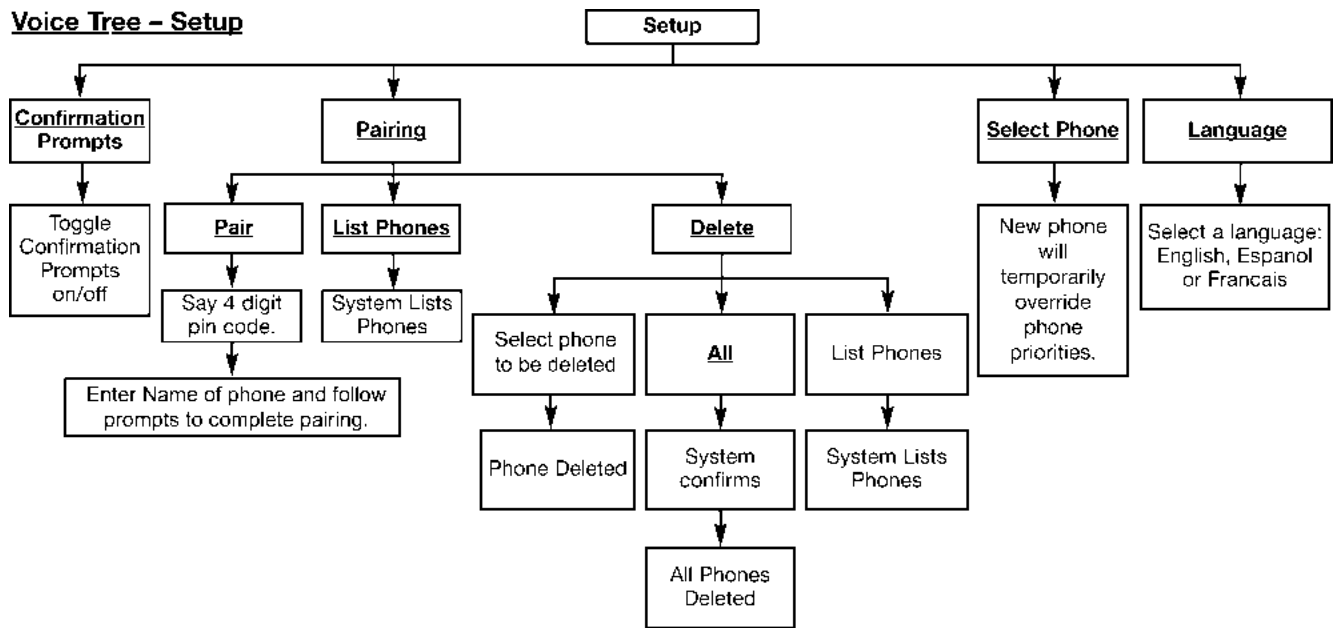 Voice Tree – Setup
Setup
Confirmation
Prompts
Pairing
Select Phone
Language
Toggle
Confirmation
Prompts
on/off
Pair
List Phones
Delete
New phone
will
temporarily
override
phone
priorities.
Select a language:
English, Espanol
or Francais
Say 4 digit
pin code.
System Lists
Phones
Select phone
to be deleted
All
List Phones
Enter Name of phone and follow
prompts to complete pairing.
Phone Deleted
System
confirms
System Lists
Phones
All Phones
Deleted